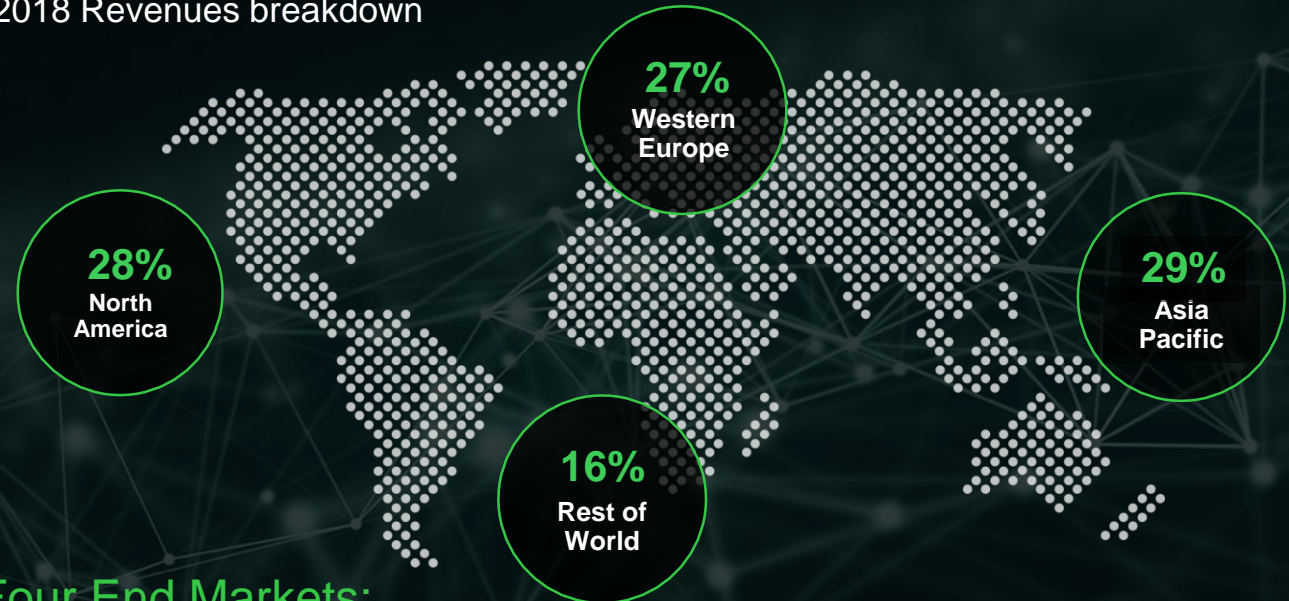 2018 Revenues breakdown
27%
Western
Europe
28%
North
America
29%
Asia
Pacific
16%
Rest of
World
Four End Markets: